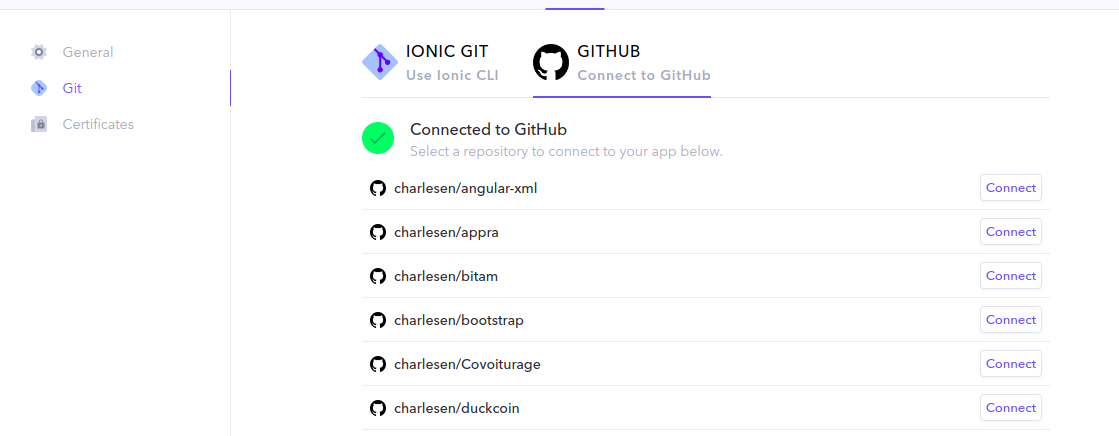 General
Git
Certificates
IONIC GIT
Use Ionic CLI
GITHUB
Connect to GitHub
Connected to GitHub
Select a repository to connect to your app below.
charlesen/angular-xml Connect
charlesen/appra Connect
charlesen/bitam Connect
charlesen/bootstrap Connect
charlesen/Covoiturage Connect
charlesen/duckcoin Connect